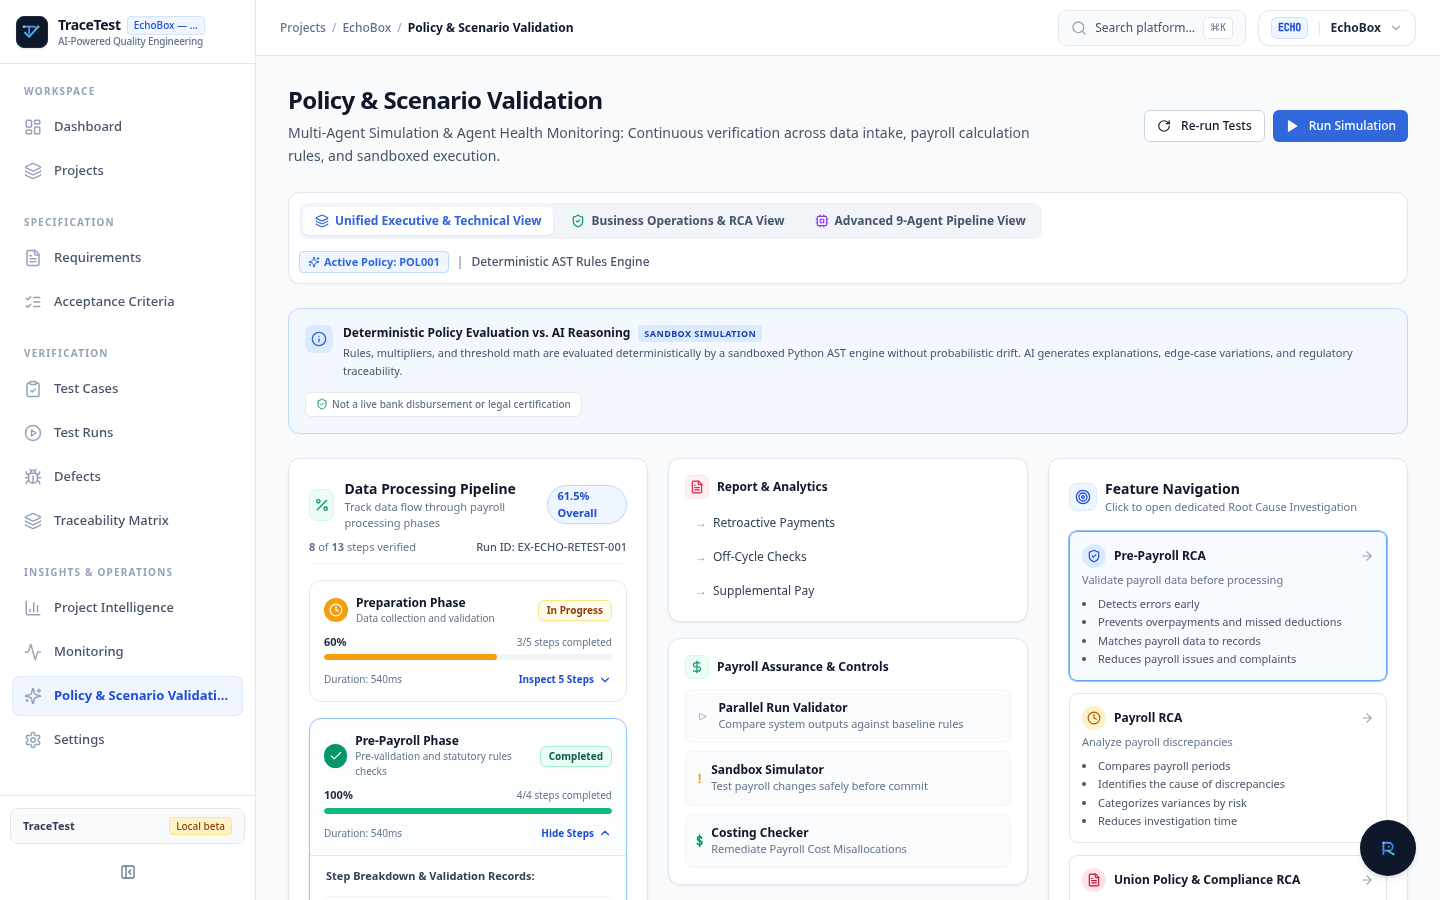 TraceTest
EchoBox — ...
AI-Powered Quality Engineering
WORKSPACE
Dashboard
Projects
SPECIFICATION
Requirements
Acceptance Criteria
VERIFICATION
Test Cases
Test Runs
Defects
Traceability Matrix
INSIGHTS & OPERATIONS
Project Intelligence
Monitoring
Policy & Scenario Validati...
Settings
TraceTest
Local beta
Projects / EchoBox / Policy & Scenario Validation
Search platform... ⌘K
ECHO EchoBox
Policy & Scenario Validation
Multi-Agent Simulation & Agent Health Monitoring: Continuous verification across data intake, payroll calculation
rules, and sandboxed execution.
Re-run Tests
Run Simulation
Unified Executive & Technical View
Business Operations & RCA View
Advanced 9-Agent Pipeline View
Active Policy: POL001 | Deterministic AST Rules Engine
Deterministic Policy Evaluation vs. AI Reasoning SANDBOX SIMULATION
Rules, multipliers, and threshold math are evaluated deterministically by a sandboxed Python AST engine without probabilistic drift. AI generates explanations, edge-case variations, and regulatory
traceability.
Not a live bank disbursement or legal certification
Data Processing Pipeline
Track data flow through payroll
processing phases
61.5%
Overall
8 of 13 steps verified
Run ID: EX-ECHO-RETEST-001
Preparation Phase
Data collection and validation
In Progress
60%
3/5 steps completed
Duration: 540ms
Inspect 5 Steps
Pre-Payroll Phase
Pre-validation and statutory rules
checks
Completed
100%
4/4 steps completed
Duration: 540ms
Hide Steps
Step Breakdown & Validation Records:
Report & Analytics
→ Retroactive Payments
→ Off-Cycle Checks
→ Supplemental Pay
Payroll Assurance & Controls
▷ Parallel Run Validator
Compare system outputs against baseline rules
! Sandbox Simulator
Test payroll changes safely before commit
$ Costing Checker
Remediate Payroll Cost Misallocations
Feature Navigation
Click to open dedicated Root Cause Investigation
Pre-Payroll RCA
Validate payroll data before processing
• Detects errors early
• Prevents overpayments and missed deductions
• Matches payroll data to records
• Reduces payroll issues and complaints
Payroll RCA
Analyze payroll discrepancies
• Compares payroll periods
• Identifies the cause of discrepancies
• Categorizes variances by risk
• Reduces investigation time
Union Policy & Compliance RCA